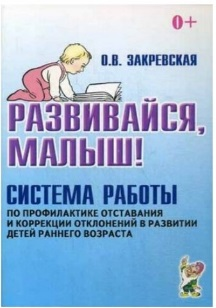 0+
О.В. ЗАКРЕВСКАЯ
РАЗВИВАЙСЯ,
МАЛЫШ!
СИСТЕМА РАБОТЫ
ПО ПРОФИЛАКТИКЕ ОТСТАВАНИЯ
И КОРРЕКЦИИ ОТКЛОНЕНИЙ В РАЗВИТИИ
ДЕТЕЙ РАННЕГО ВОЗРАСТА